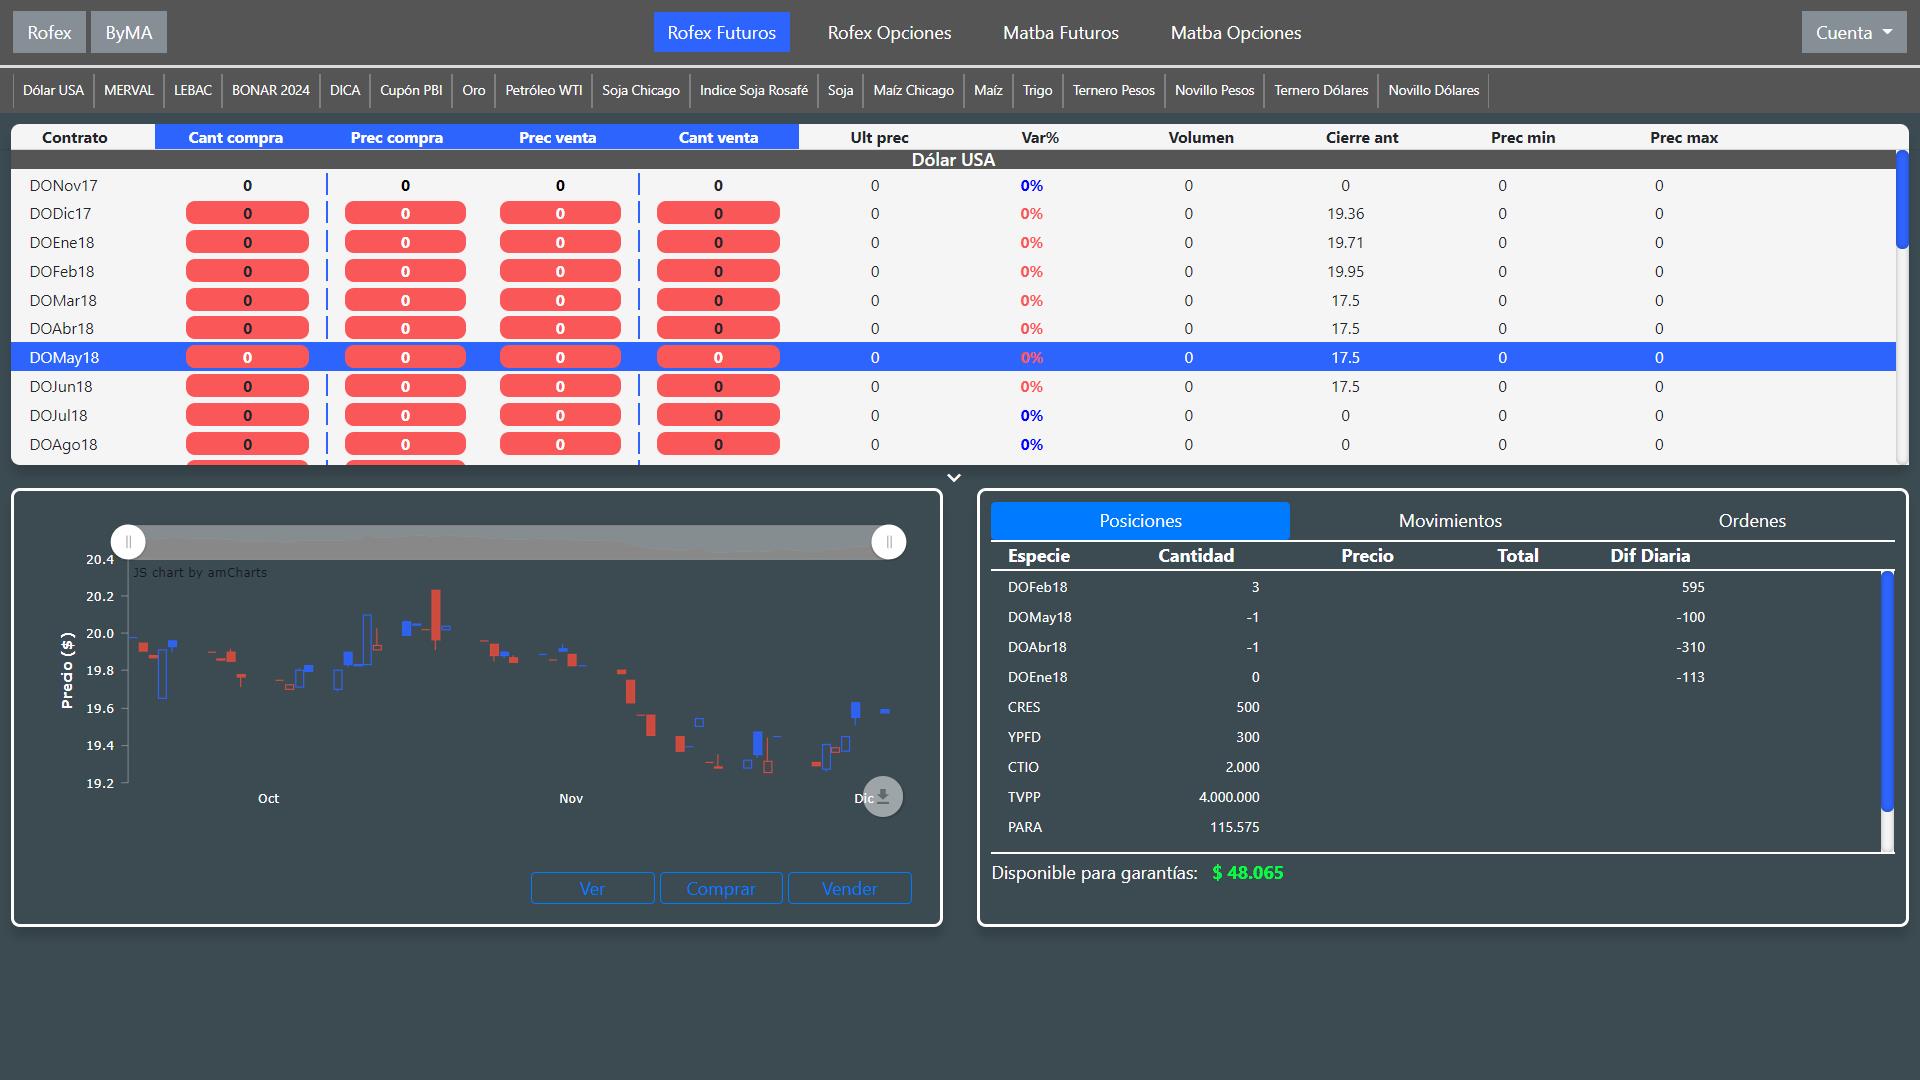 Rofex ByMA Rofex Futuros Rofex Opciones Matba Futuros Matba Opciones Cuenta
Dólar USA MERVAL LEBAC BONAR 2024 DICA Cupón PBI Oro Petróleo WTI Soja Chicago Indice Soja Rosafé Soja Maíz Chicago Maíz Trigo Ternero Pesos Novillo Pesos Ternero Dólares Novillo Dólares
Contrato Cant compra Prec compra Prec venta Cant venta Ult prec Var% Volumen Cierre ant Prec min Prec max
Dólar USA
DONov17 0 0 0 0 0 0% 0 0 0 0
DODic17 0 0 0 0 0 0% 0 19.36 0 0
DOEne18 0 0 0 0 0 0% 0 19.71 0 0
DOFeb18 0 0 0 0 0 0% 0 19.95 0 0
DOMar18 0 0 0 0 0 0% 0 17.5 0 0
DOAbr18 0 0 0 0 0 0% 0 17.5 0 0
DOMay18 0 0 0 0 0 0% 0 17.5 0 0
DOJun18 0 0 0 0 0 0% 0 17.5 0 0
DOJul18 0 0 0 0 0 0% 0 0 0 0
DOAgo18 0 0 0 0 0 0% 0 0 0 0
20.4
JS chart by amCharts
20.2
20.0
19.8
19.6
19.4
19.2
Predio ($)
Oct Nov Dic
Ver Comprar Vender
Posiciones Movimientos Ordenes
Especie Cantidad Precio Total Dif Diaria
DOFeb18 3 595
DOMay18 -1 -100
DOAbr18 -1 -310
DOEne18 0 -113
CRES 500
YPFD 300
CTIO 2.000
TVPP 4.000.000
PARA 115.575
Disponible para garantías: $ 48.065